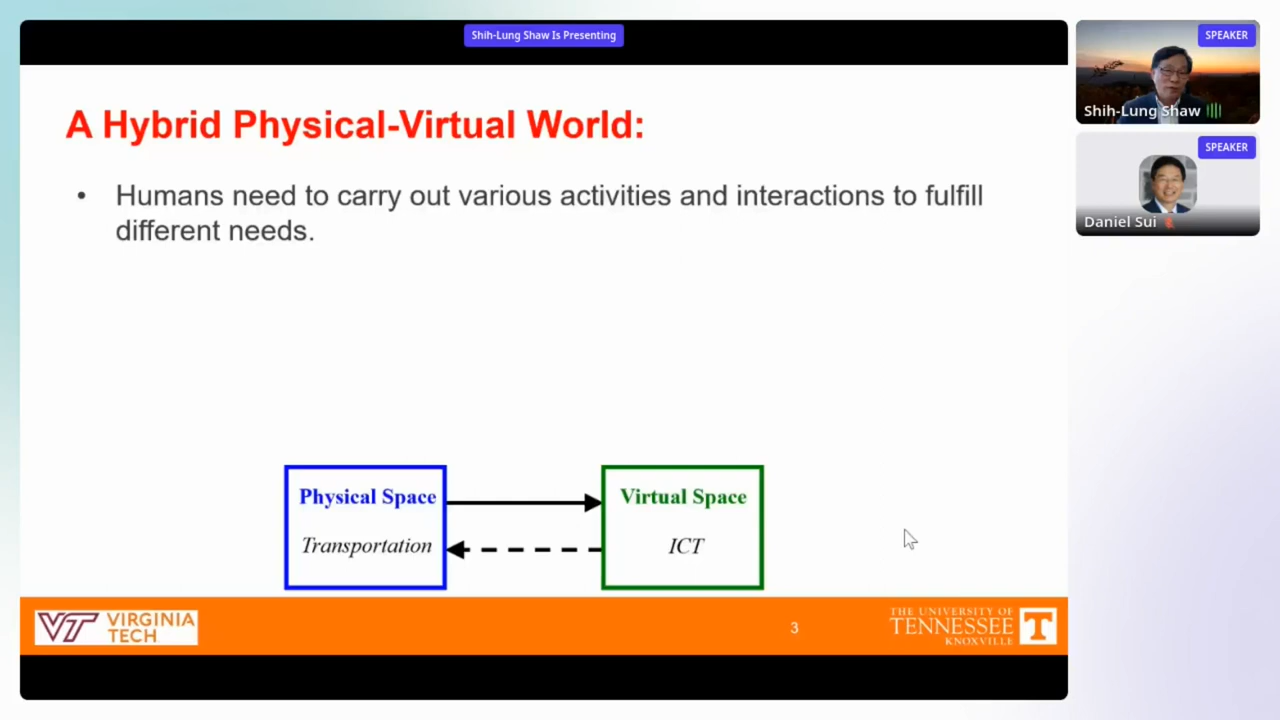 Shih-Lung Shaw Is Presenting
SPEAKER
Shih-Lung Shaw
SPEAKER
Daniel Sui
A Hybrid Physical-Virtual World:
• Humans need to carry out various activities and interactions to fulfill
different needs.
Physical Space
Transportation
Virtual Space
ICT
VT VIRGINIA
TECH
3
THE UNIVERSITY OF
TENNESSEE
KNOXVILLE
T